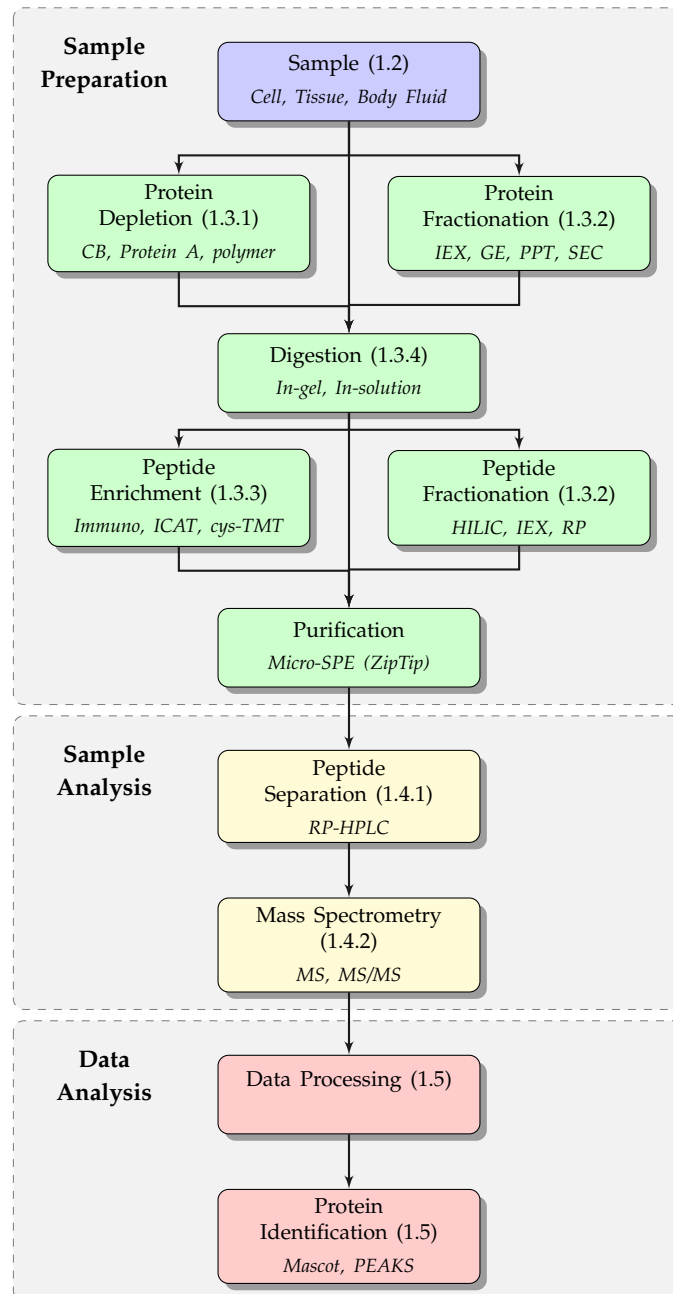 Sample
Preparation
Sample (1.2)
Cell, Tissue, Body Fluid
Protein
Depletion (1.3.1)
CB, Protein A, polymer
Protein
Fractionation (1.3.2)
IEX, GE, PPT, SEC
Digestion (1.3.4)
In-gel, In-solution
Peptide
Enrichment (1.3.3)
Immuno, ICAT, cys-TMT
Peptide
Fractionation (1.3.2)
HILIC, IEX, RP
Purification
Micro-SPE (ZipTip)
Sample
Analysis
Peptide
Separation (1.4.1)
RP-HPLC
Mass Spectrometry
(1.4.2)
MS, MS/MS
Data
Analysis
Data Processing (1.5)
Protein
Identification (1.5)
Mascot, PEAKS